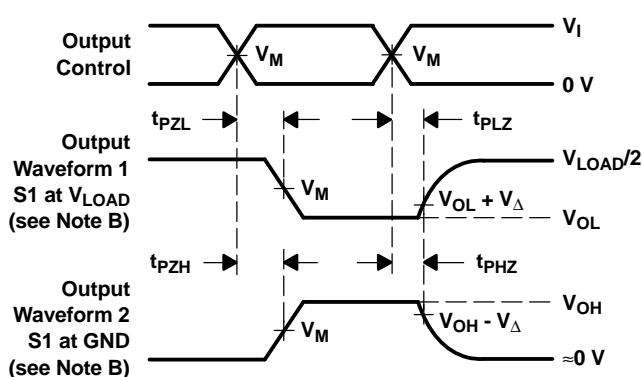 Output
Control
V_M
V_M
V_I
0 V
t_PZL
t_PLZ
Output
Waveform 1
S1 at V_LOAD
(see Note B)
V_M
V_LOAD/2
V_OL + V_Δ
V_OL
t_PZH
t_PHZ
Output
Waveform 2
S1 at GND
(see Note B)
V_M
V_OH
V_OH - V_Δ
≈0 V